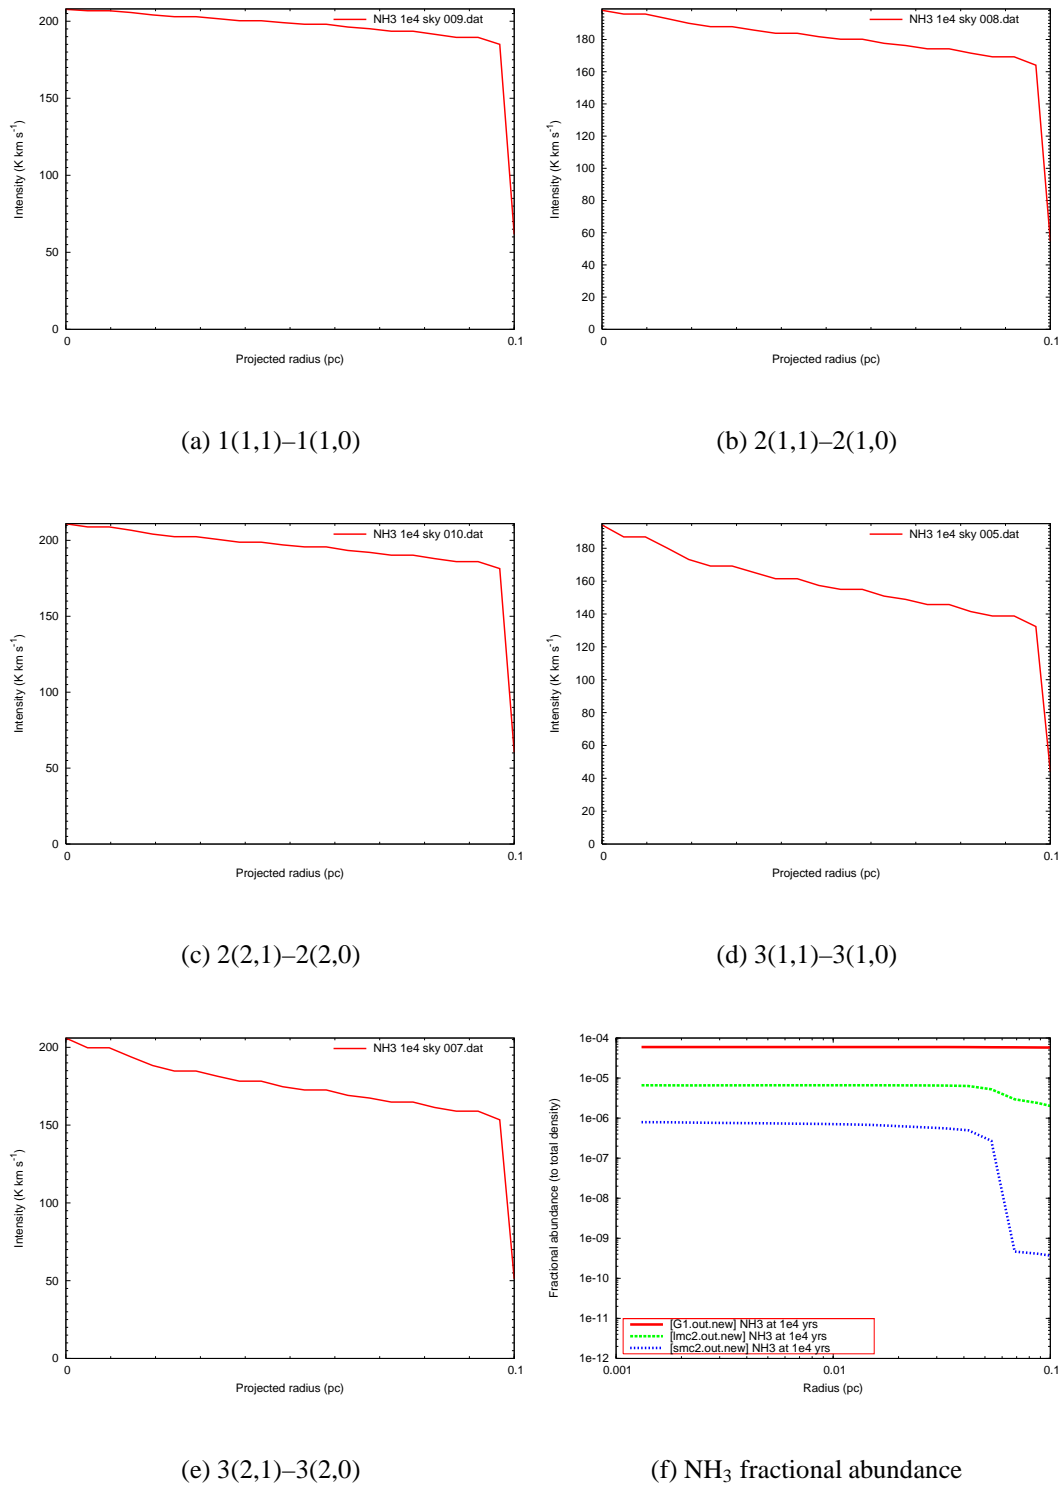 NH3 1e4 sky 009.dat
200
150
100
50
0
Intensity (K km s-1)
0
0.1
Projected radius (pc)
(a) 1(1,1)–1(1,0)
NH3 1e4 sky 008.dat
180
160
140
120
100
80
60
40
20
0
Intensity (K km s-1)
0
0.1
Projected radius (pc)
(b) 2(1,1)–2(1,0)
NH3 1e4 sky 010.dat
200
150
100
50
0
Intensity (K km s-1)
0
0.1
Projected radius (pc)
(c) 2(2,1)–2(2,0)
NH3 1e4 sky 005.dat
180
160
140
120
100
80
60
40
20
0
Intensity (K km s-1)
0
0.1
Projected radius (pc)
(d) 3(1,1)–3(1,0)
NH3 1e4 sky 007.dat
200
150
100
50
0
Intensity (K km s-1)
0
0.1
Projected radius (pc)
(e) 3(2,1)–3(2,0)
1e-04
1e-05
1e-06
1e-07
1e-08
1e-09
1e-10
1e-11
1e-12
Fractional abundance (to total density)
[G1.out.new] NH3 at 1e4 yrs
[lmc2.out.new] NH3 at 1e4 yrs
[smc2.out.new] NH3 at 1e4 yrs
0.001
0.01
0.1
Radius (pc)
(f) NH3 fractional abundance